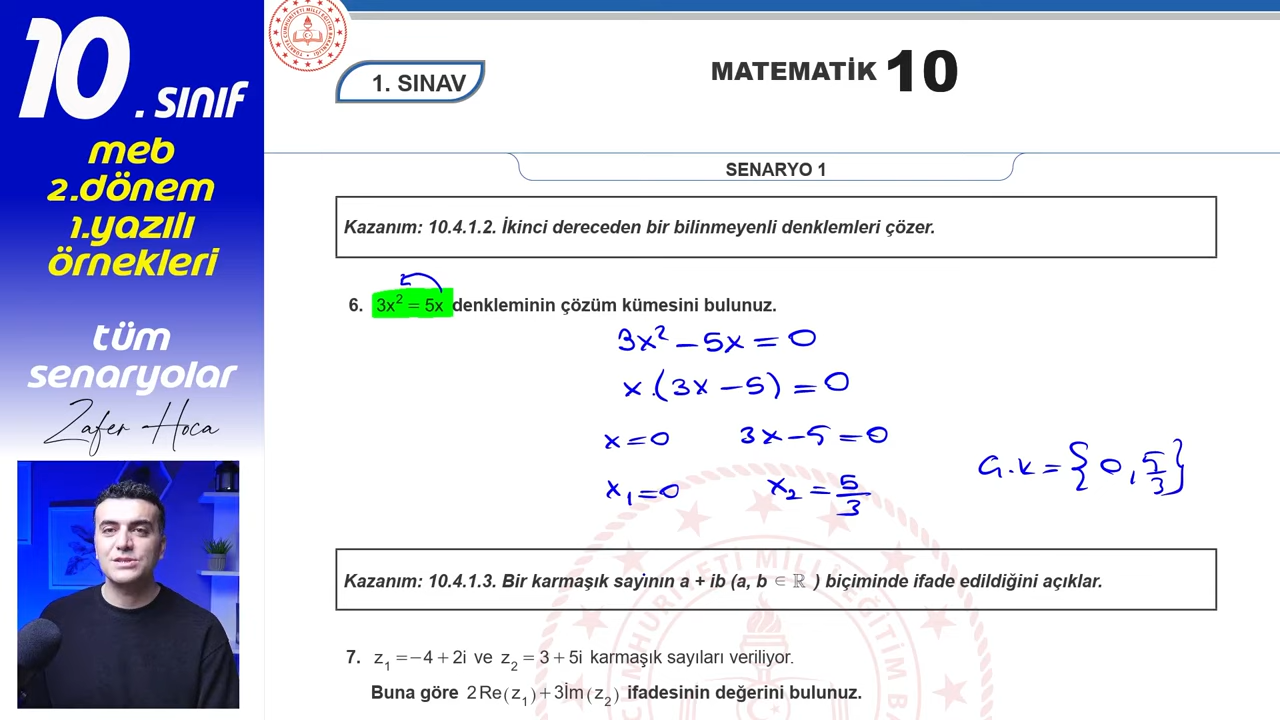 10
. SINIF
meb
2.dönem
1.yazılı
örnekleri
tüm
senaryolar
Zafer Hoca
1. SINAV
MATEMATİK 10
SENARYO 1
Kazanım: 10.4.1.2. İkinci dereceden bir bilinmeyenli denklemleri çözer.
6. 3x² = 5x denkleminin çözüm kümesini bulunuz.
3x² – 5x = 0
x.(3x – 5) = 0
x = 0 3x – 5 = 0
x₁ = 0 x₂ = 5/3
Ç.K = {0, 5/3}
Kazanım: 10.4.1.3. Bir karmaşık sayının a + ib (a, b ∈ ℝ ) biçiminde ifade edildiğini açıklar.
7. z₁ = –4 + 2i ve z₂ = 3 + 5i karmaşık sayıları veriliyor.
Buna göre 2Re(z₁) + 3İm(z₂) ifadesinin değerini bulunuz.